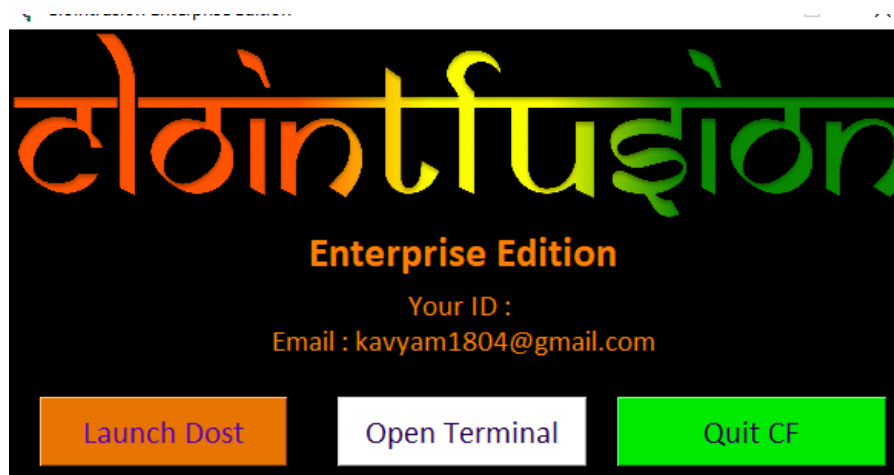 clointfusion
Enterprise Edition
Your ID :
Email : kavyam1804@gmail.com
Launch Dost
Open Terminal
Quit CF